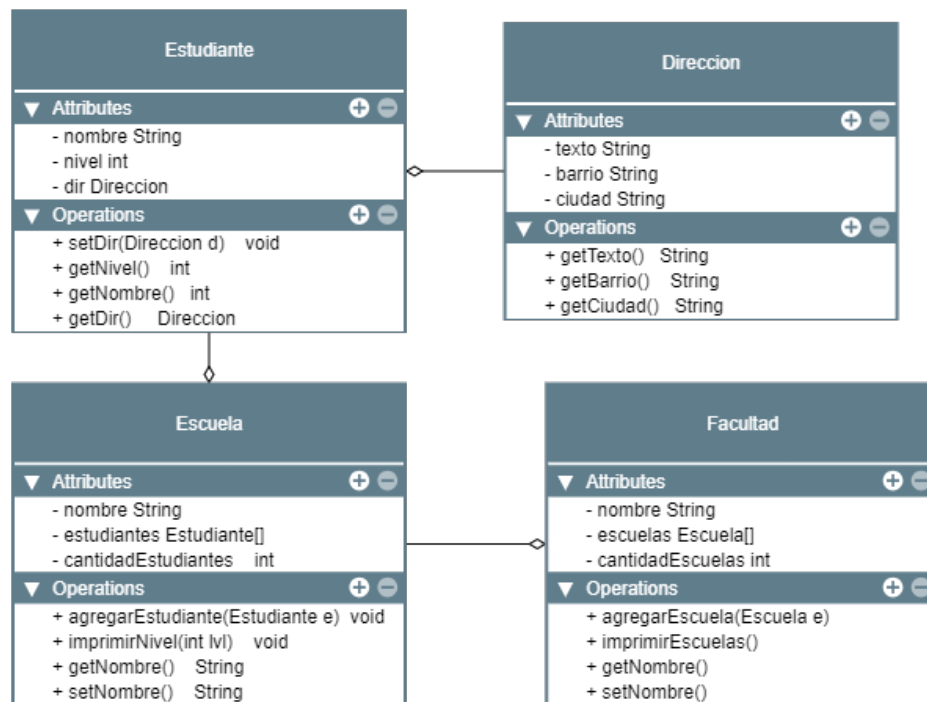 Estudiante
Attributes
- nombre String
- nivel int
- dir Direccion
Operations
+ setDir(Direccion d) void
+ getNivel() int
+ getNombre() int
+ getDir() Direccion
Direccion
Attributes
- texto String
- barrio String
- ciudad String
Operations
+ getTexto() String
+ getBarrio() String
+ getCiudad() String
Escuela
Attributes
- nombre String
- estudiantes Estudiante[]
- cantidadEstudiantes int
Operations
+ agregarEstudiante(Estudiante e) void
+ imprimirNivel(int lvl) void
+ getNombre() String
+ setNombre() String
Facultad
Attributes
- nombre String
- escuelas Escuela[]
- cantidadEscuelas int
Operations
+ agregarEscuela(Escuela e)
+ imprimirEscuelas()
+ getNombre()
+ setNombre()